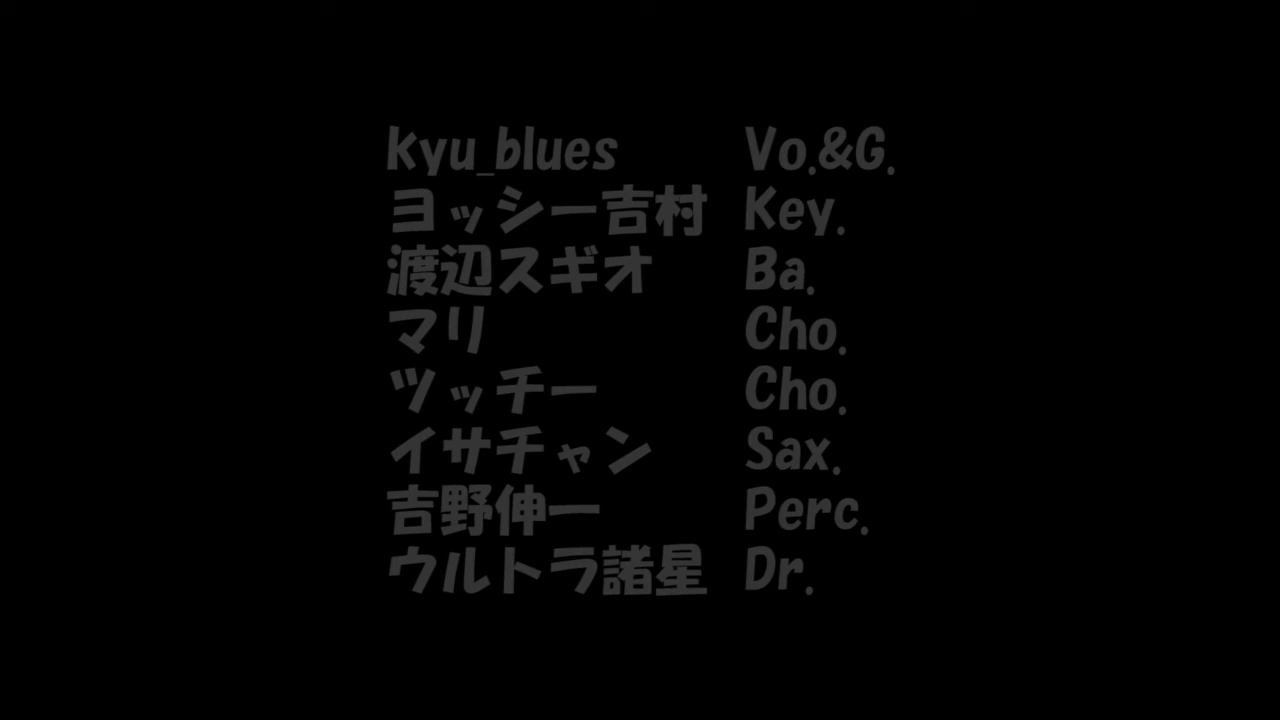 kyu_blues Vo.&G.
ヨッシー吉村 Key.
渡辺スギオ Ba.
マリ Cho.
ツッチー Cho.
イサチャン Sax.
吉野伸一 Perc.
ウルトラ諸星 Dr.